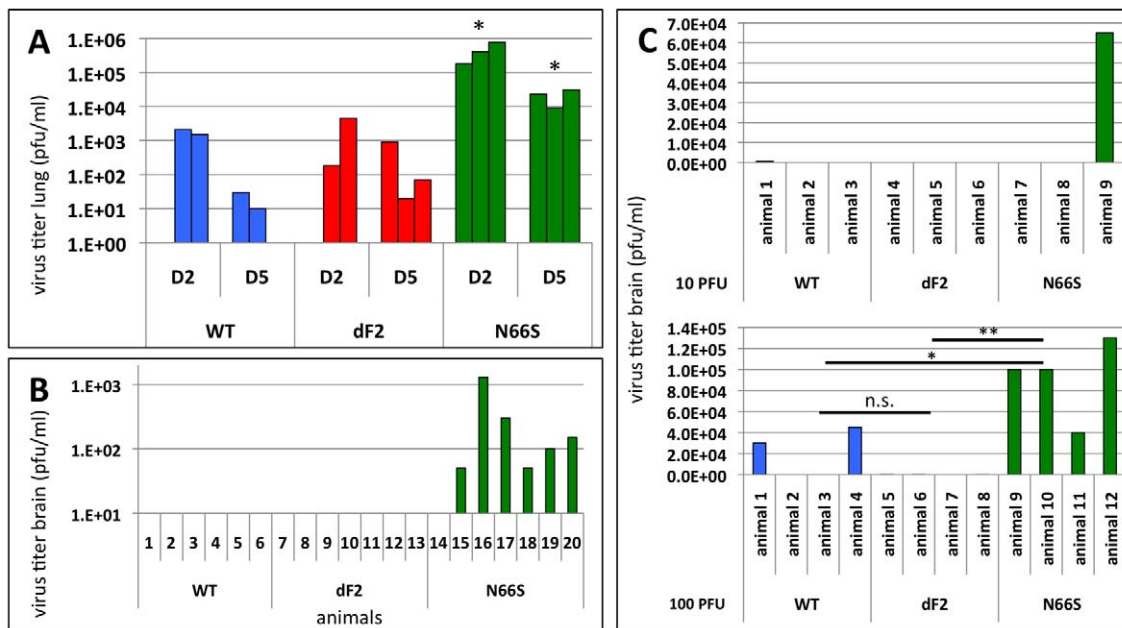 A
virus titer lung (pfu/ml)
1.E+06
1.E+05
1.E+04
1.E+03
1.E+02
1.E+01
1.E+00
* *
D2 D5 D2 D5 D2 D5
WT dF2 N66S
B
virus titer brain (pfu/ml)
1.E+03
1.E+02
1.E+01
1 2 3 4 5 6 7 8 9 10 11 12 13 14 15 16 17 18 19 20
WT dF2 N66S
animals
C
virus titer brain (pfu/ml)
7.0E+04
6.0E+04
5.0E+04
4.0E+04
3.0E+04
2.0E+04
1.0E+04
0.0E+00
animal 1
animal 2
animal 3
animal 4
animal 5
animal 6
animal 7
animal 8
animal 9
10 PFU WT dF2 N66S
1.4E+05
1.2E+05
1.0E+05
8.0E+04
6.0E+04
4.0E+04
2.0E+04
0.0E+00
**
*
n.s.
animal 1
animal 2
animal 3
animal 4
animal 5
animal 6
animal 7
animal 8
animal 9
animal 10
animal 11
animal 12
100 PFU WT dF2 N66S